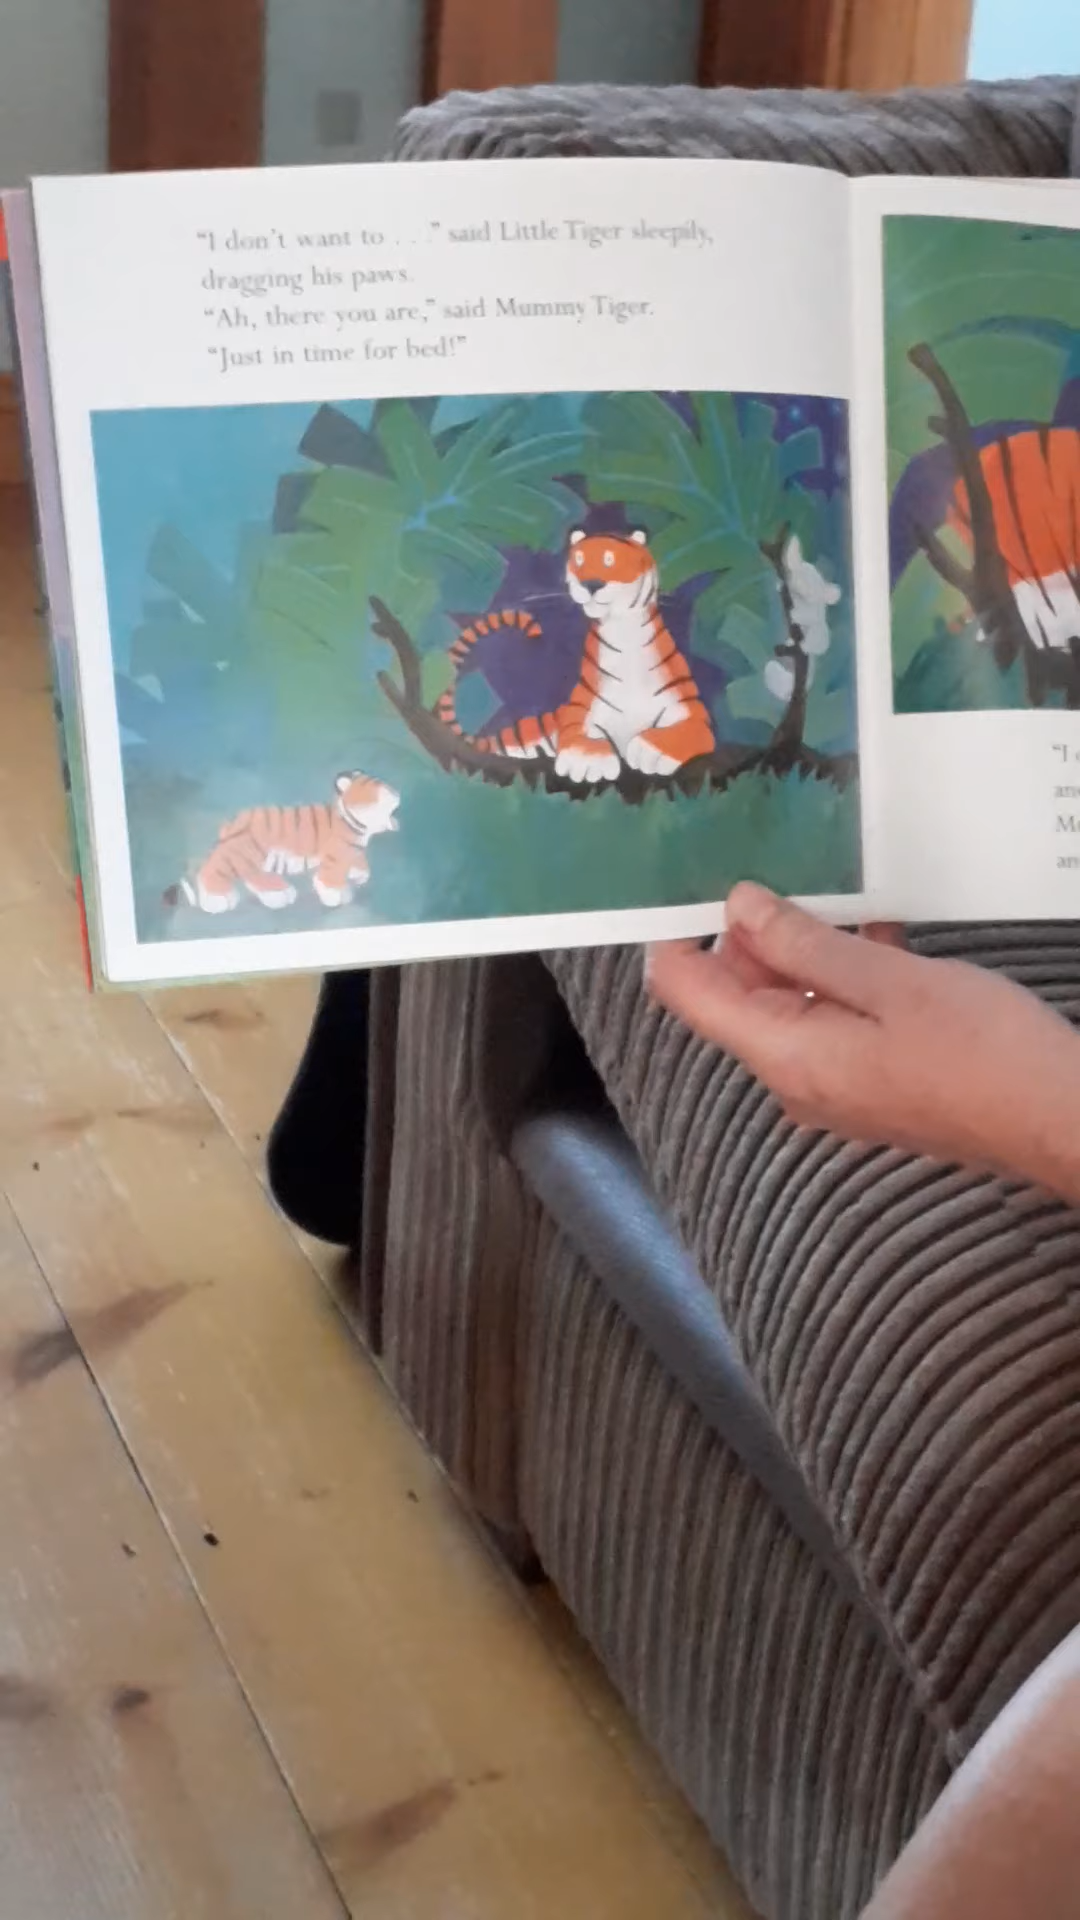 "I don't want to . . ." said Little Tiger sleepily,
dragging his paws.
"Ah, there you are," said Mummy Tiger.
"Just in time for bed!"
"I